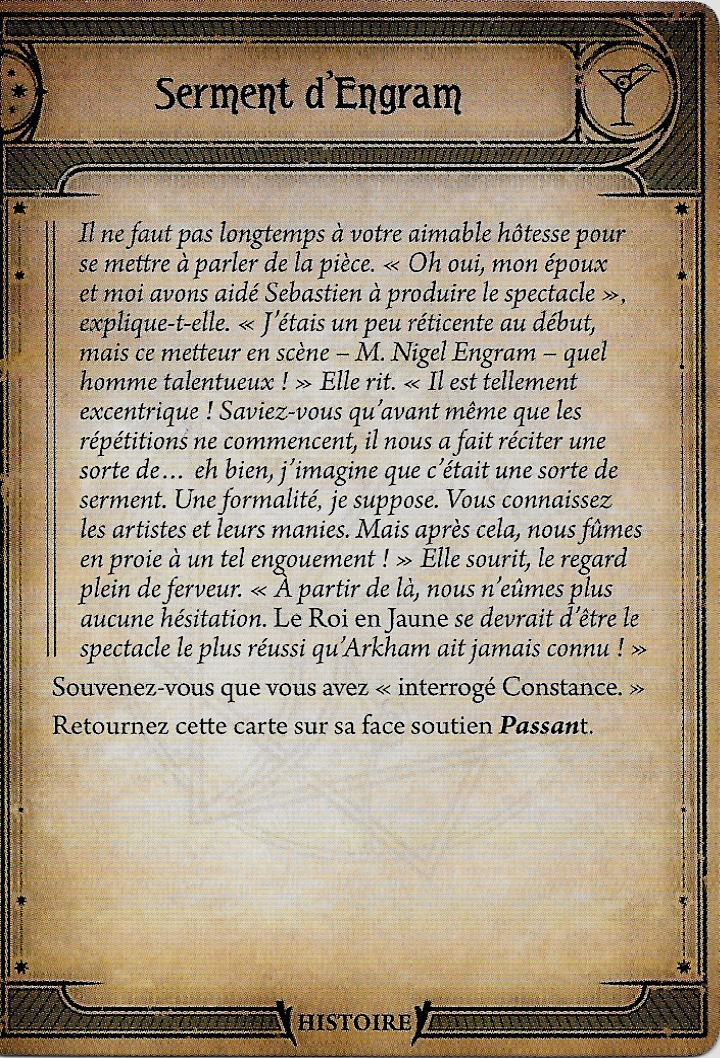 Serment d'Engram
Il ne faut pas longtemps à votre aimable hôtesse pour
se mettre à parler de la pièce. « Oh oui, mon époux
et moi avons aidé Sebastien à produire le spectacle »,
explique-t-elle. « J'étais un peu réticente au début,
mais ce metteur en scène – M. Nigel Engram – quel
homme talentueux ! » Elle rit. « Il est tellement
excentrique ! Saviez-vous qu'avant même que les
répétitions ne commencent, il nous a fait réciter une
sorte de… eh bien, j'imagine que c'était une sorte de
serment. Une formalité, je suppose. Vous connaissez
les artistes et leurs manies. Mais après cela, nous fûmes
en proie à un tel engouement ! » Elle sourit, le regard
plein de ferveur. « À partir de là, nous n'eûmes plus
aucune hésitation. Le Roi en Jaune se devrait d'être le
spectacle le plus réussi qu'Arkham ait jamais connu ! »
Souvenez-vous que vous avez « interrogé Constance. »
Retournez cette carte sur sa face soutien Passant.
HISTOIRE